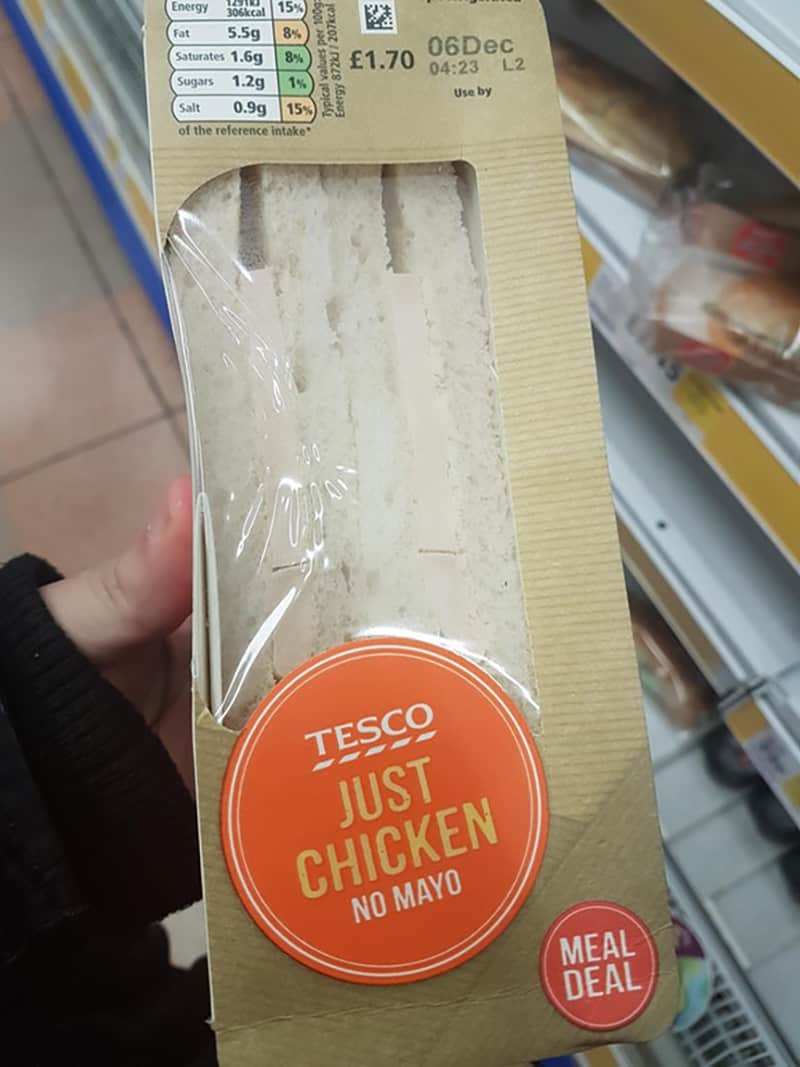 Energy 1291kJ 306kcal 15%
Fat 5.5g 8%
Saturates 1.6g 8%
Sugars 1.2g 1%
Salt 0.9g 15%
of the reference intake*
Typical values per 100g:
Energy 872kJ / 207kcal
£1.70
06Dec
04:23 L2
Use by
TESCO
JUST
CHICKEN
NO MAYO
MEAL
DEAL